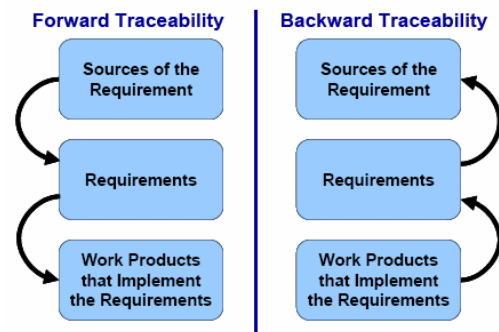 Forward Traceability
Sources of the
Requirement
Requirements
Work Products
that Implement
the Requirements
Backward Traceability
Sources of the
Requirement
Requirements
Work Products
that Implement
the Requirements